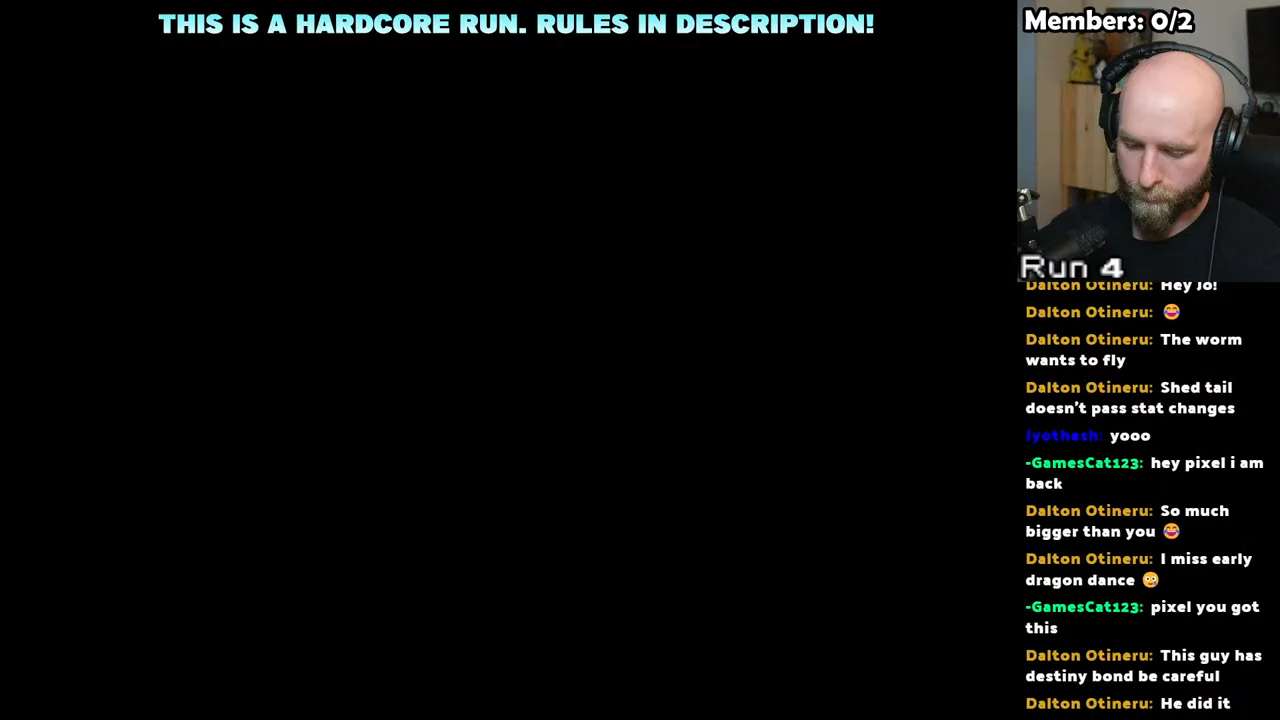 THIS IS A HARDCORE RUN. RULES IN DESCRIPTION!
Members: 0/2
Run 4
Dalton Otineru: Hey Jo!
Dalton Otineru: 😂
Dalton Otineru: The worm
wants to fly
Dalton Otineru: Shed tail
doesn't pass stat changes
Jyothesh: yooo
-GamesCat123: hey pixel i am
back
Dalton Otineru: So much
bigger than you 😂
Dalton Otineru: I miss early
dragon dance 🥲
-GamesCat123: pixel you got
this
Dalton Otineru: This guy has
destiny bond be careful
Dalton Otineru: He did it